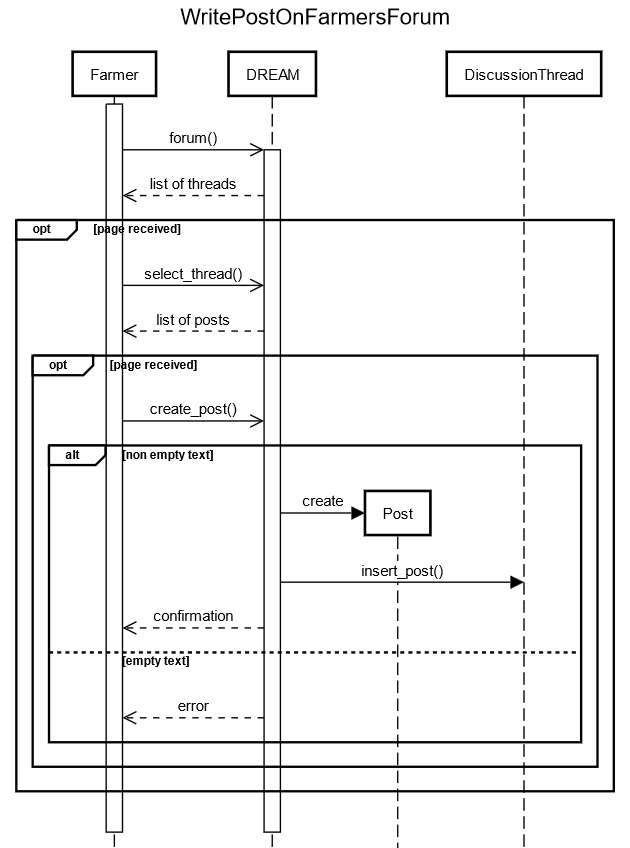 WritePostOnFarmersForum
Farmer
DREAM
DiscussionThread
forum()
list of threads
opt
[page received]
select_thread()
list of posts
opt
[page received]
create_post()
alt
[non empty text]
create
Post
insert_post()
confirmation
[empty text]
error